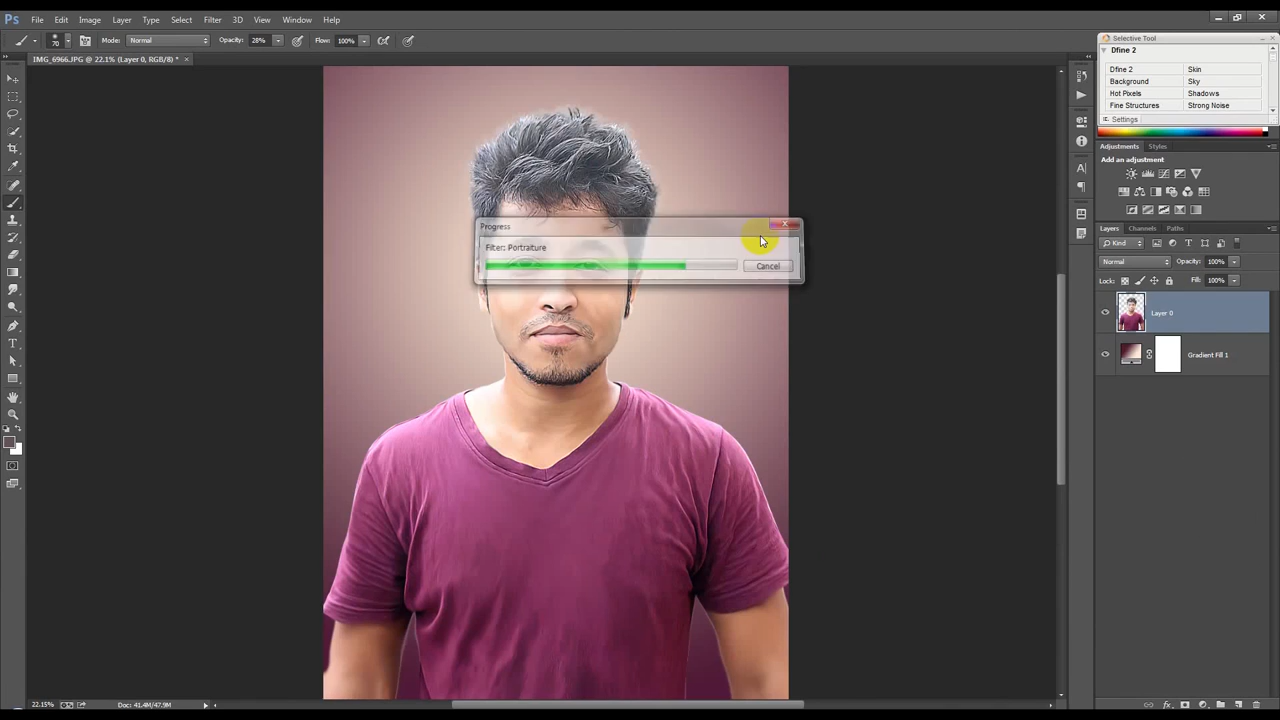 Ps File Edit Image Layer Type Select Filter 3D View Window Help
70 Mode: Normal Opacity: 28% Flow: 100%
IMG_6966.JPG @ 22.1% (Layer 0, RGB/8) * ×
Selective Tool
Dfine 2
Dfine 2 Skin
Background Sky
Hot Pixels Shadows
Fine Structures Strong Noise
Settings
Adjustments Styles
Add an adjustment
Layers Channels Paths
Kind
Normal Opacity: 100%
Lock: Fill: 100%
Layer 0
Gradient Fill 1
Progress
Filter: Portraiture
Cancel
22.15% Doc: 41.4M/47.9M